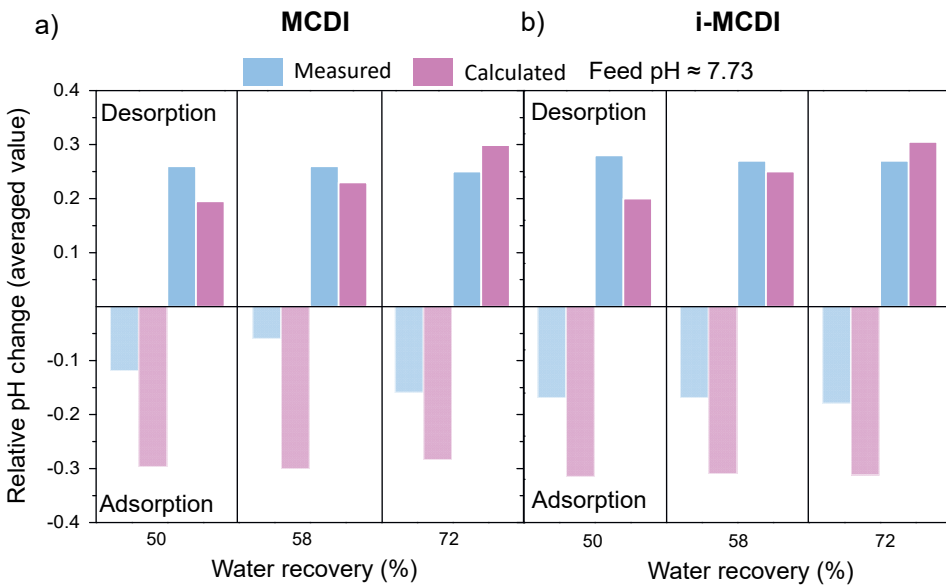 a) MCDI b) i-MCDI
Measured Calculated Feed pH ≈ 7.73
Relative pH change (averaged value)
0.4
0.3
0.2
0.1
-0.1
-0.2
-0.3
-0.4
Desorption
Adsorption
50 58 72
Water recovery (%)
Desorption
Adsorption
50 58 72
Water recovery (%)